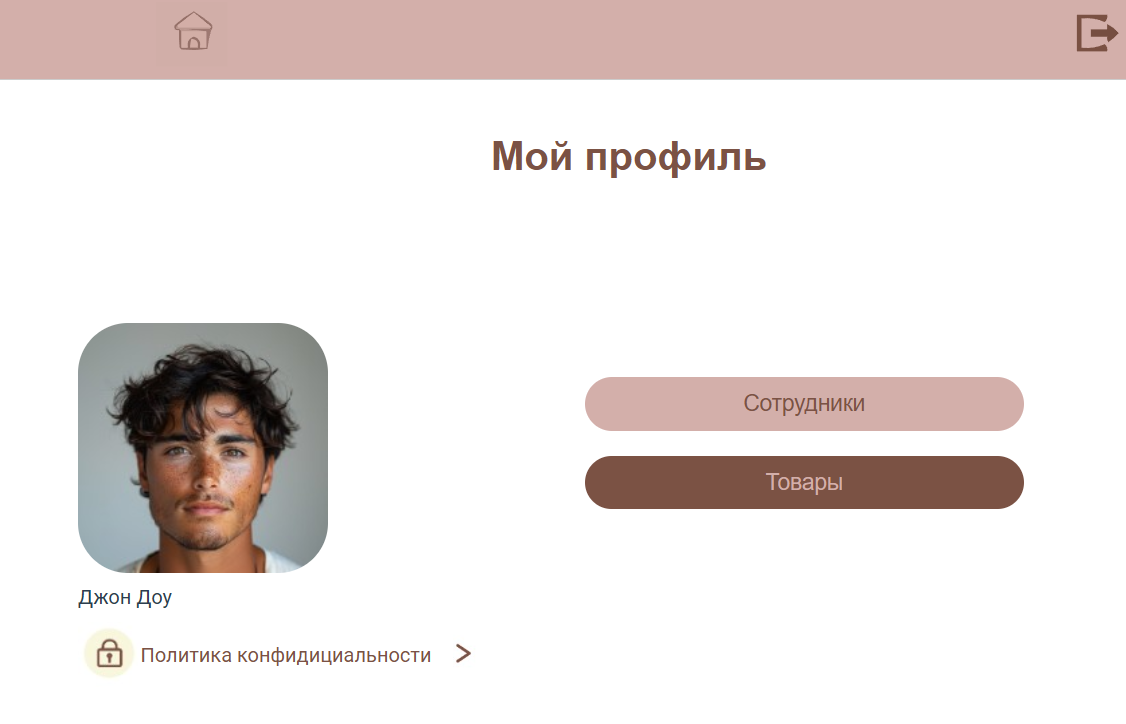 Мой профиль
Сотрудники
Товары
Джон Доу
Политика конфидициальности